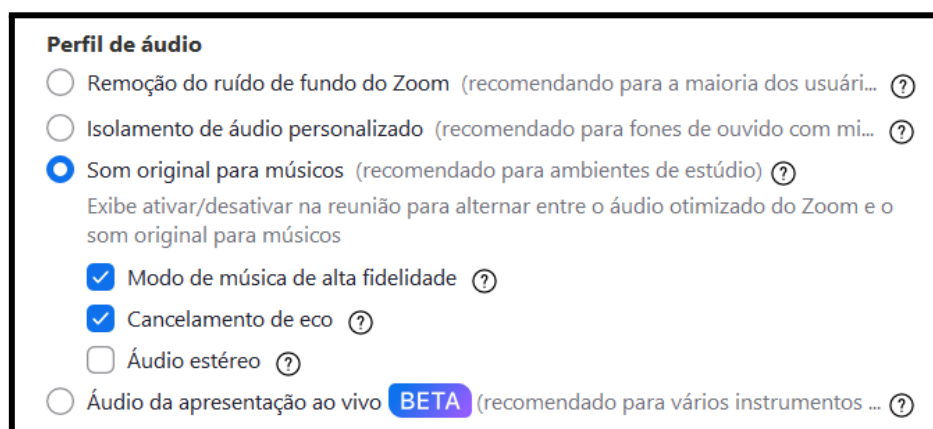 Perfil de áudio
Remoção do ruído de fundo do Zoom (recomendando para a maioria dos usuári... ?
Isolamento de áudio personalizado (recomendado para fones de ouvido com mi... ?
Som original para músicos (recomendado para ambientes de estúdio) ?
Exibe ativar/desativar na reunião para alternar entre o áudio otimizado do Zoom e o
som original para músicos
Modo de música de alta fidelidade ?
Cancelamento de eco ?
Áudio estéreo ?
Áudio da apresentação ao vivo BETA (recomendado para vários instrumentos ... ?